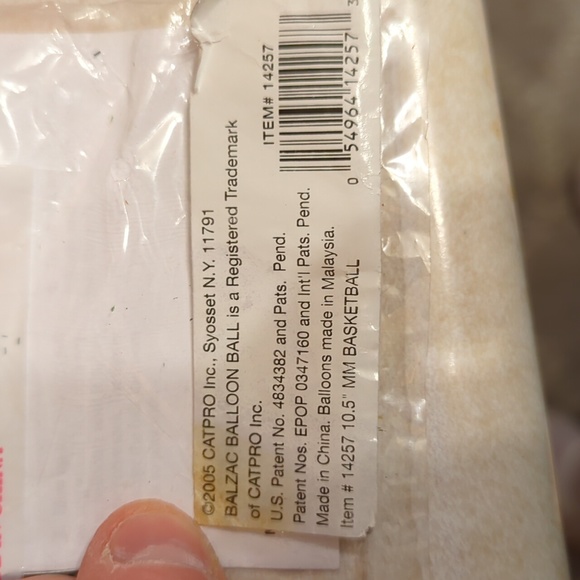 ©2005 CATPRO Inc., Syosset N.Y. 11791
BALZAC BALLOON BALL is a Registered Trademark
of CATPRO Inc.
U.S. Patent No. 4834382 and Pats. Pend.
Patent Nos. EPOP 0347160 and Int'l Pats. Pend.
Made in China. Balloons made in Malaysia.
Item # 14257 10.5" MM BASKETBALL
ITEM# 14257
0 54964 14257 3